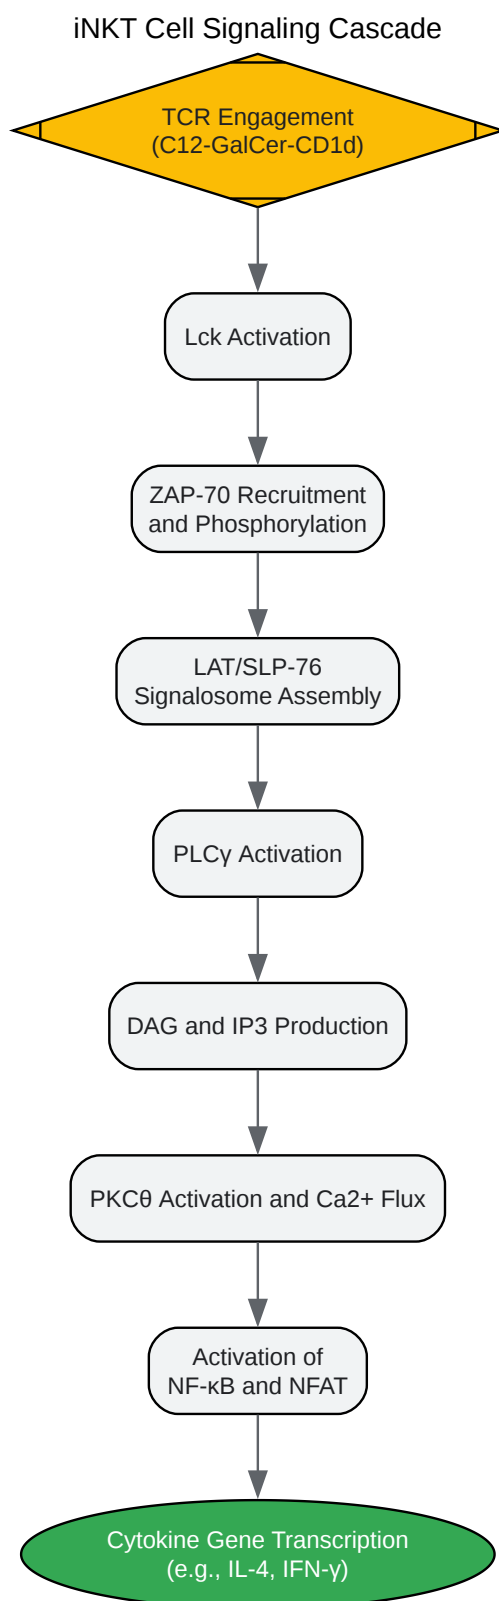 iNKT Cell Signaling Cascade
TCR Engagement
(C12-GalCer-CD1d)
Lck Activation
ZAP-70 Recruitment
and Phosphorylation
LAT/SLP-76
Signalosome Assembly
PLCγ Activation
DAG and IP3 Production
PKCθ Activation and Ca2+ Flux
Activation of
NF-κB and NFAT
Cytokine Gene Transcription
(e.g., IL-4, IFN-γ)